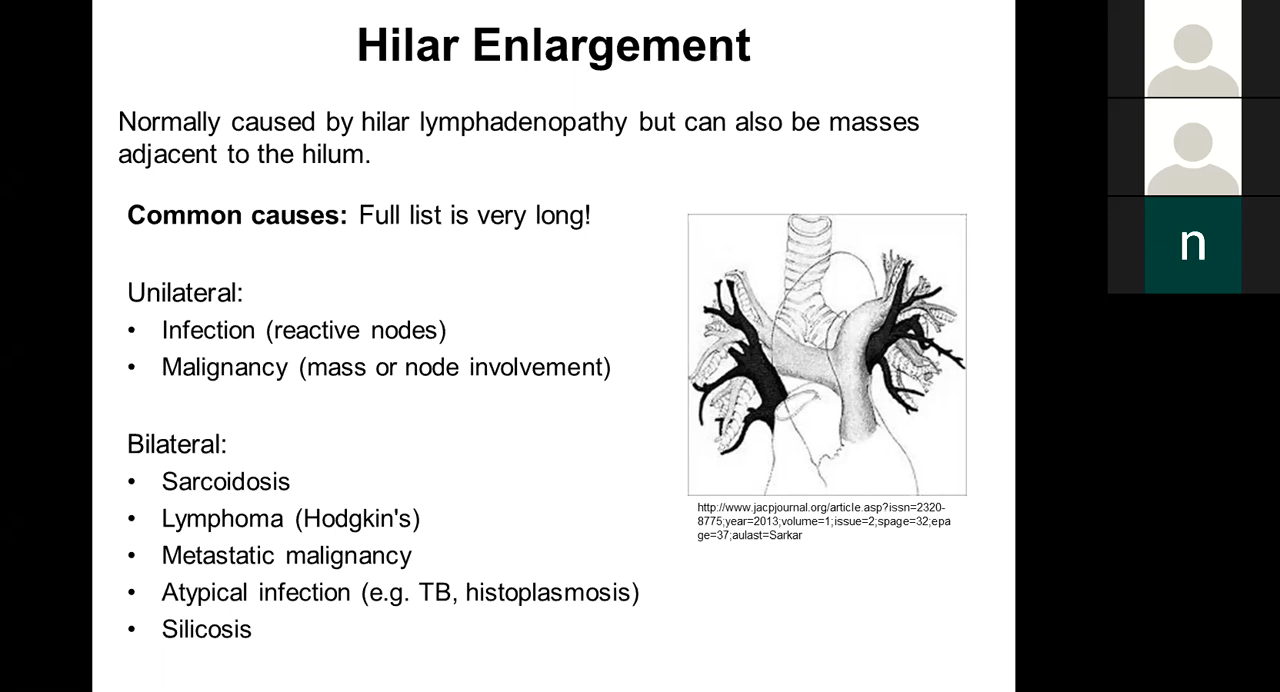 Hilar Enlargement
Normally caused by hilar lymphadenopathy but can also be masses
adjacent to the hilum.
Common causes: Full list is very long!
Unilateral:
• Infection (reactive nodes)
• Malignancy (mass or node involvement)
Bilateral:
• Sarcoidosis
• Lymphoma (Hodgkin's)
• Metastatic malignancy
• Atypical infection (e.g. TB, histoplasmosis)
• Silicosis
http://www.jacpjournal.org/article.asp?issn=2320-
8775;year=2013;volume=1;issue=2;spage=32;epa
ge=37;aulast=Sarkar
n